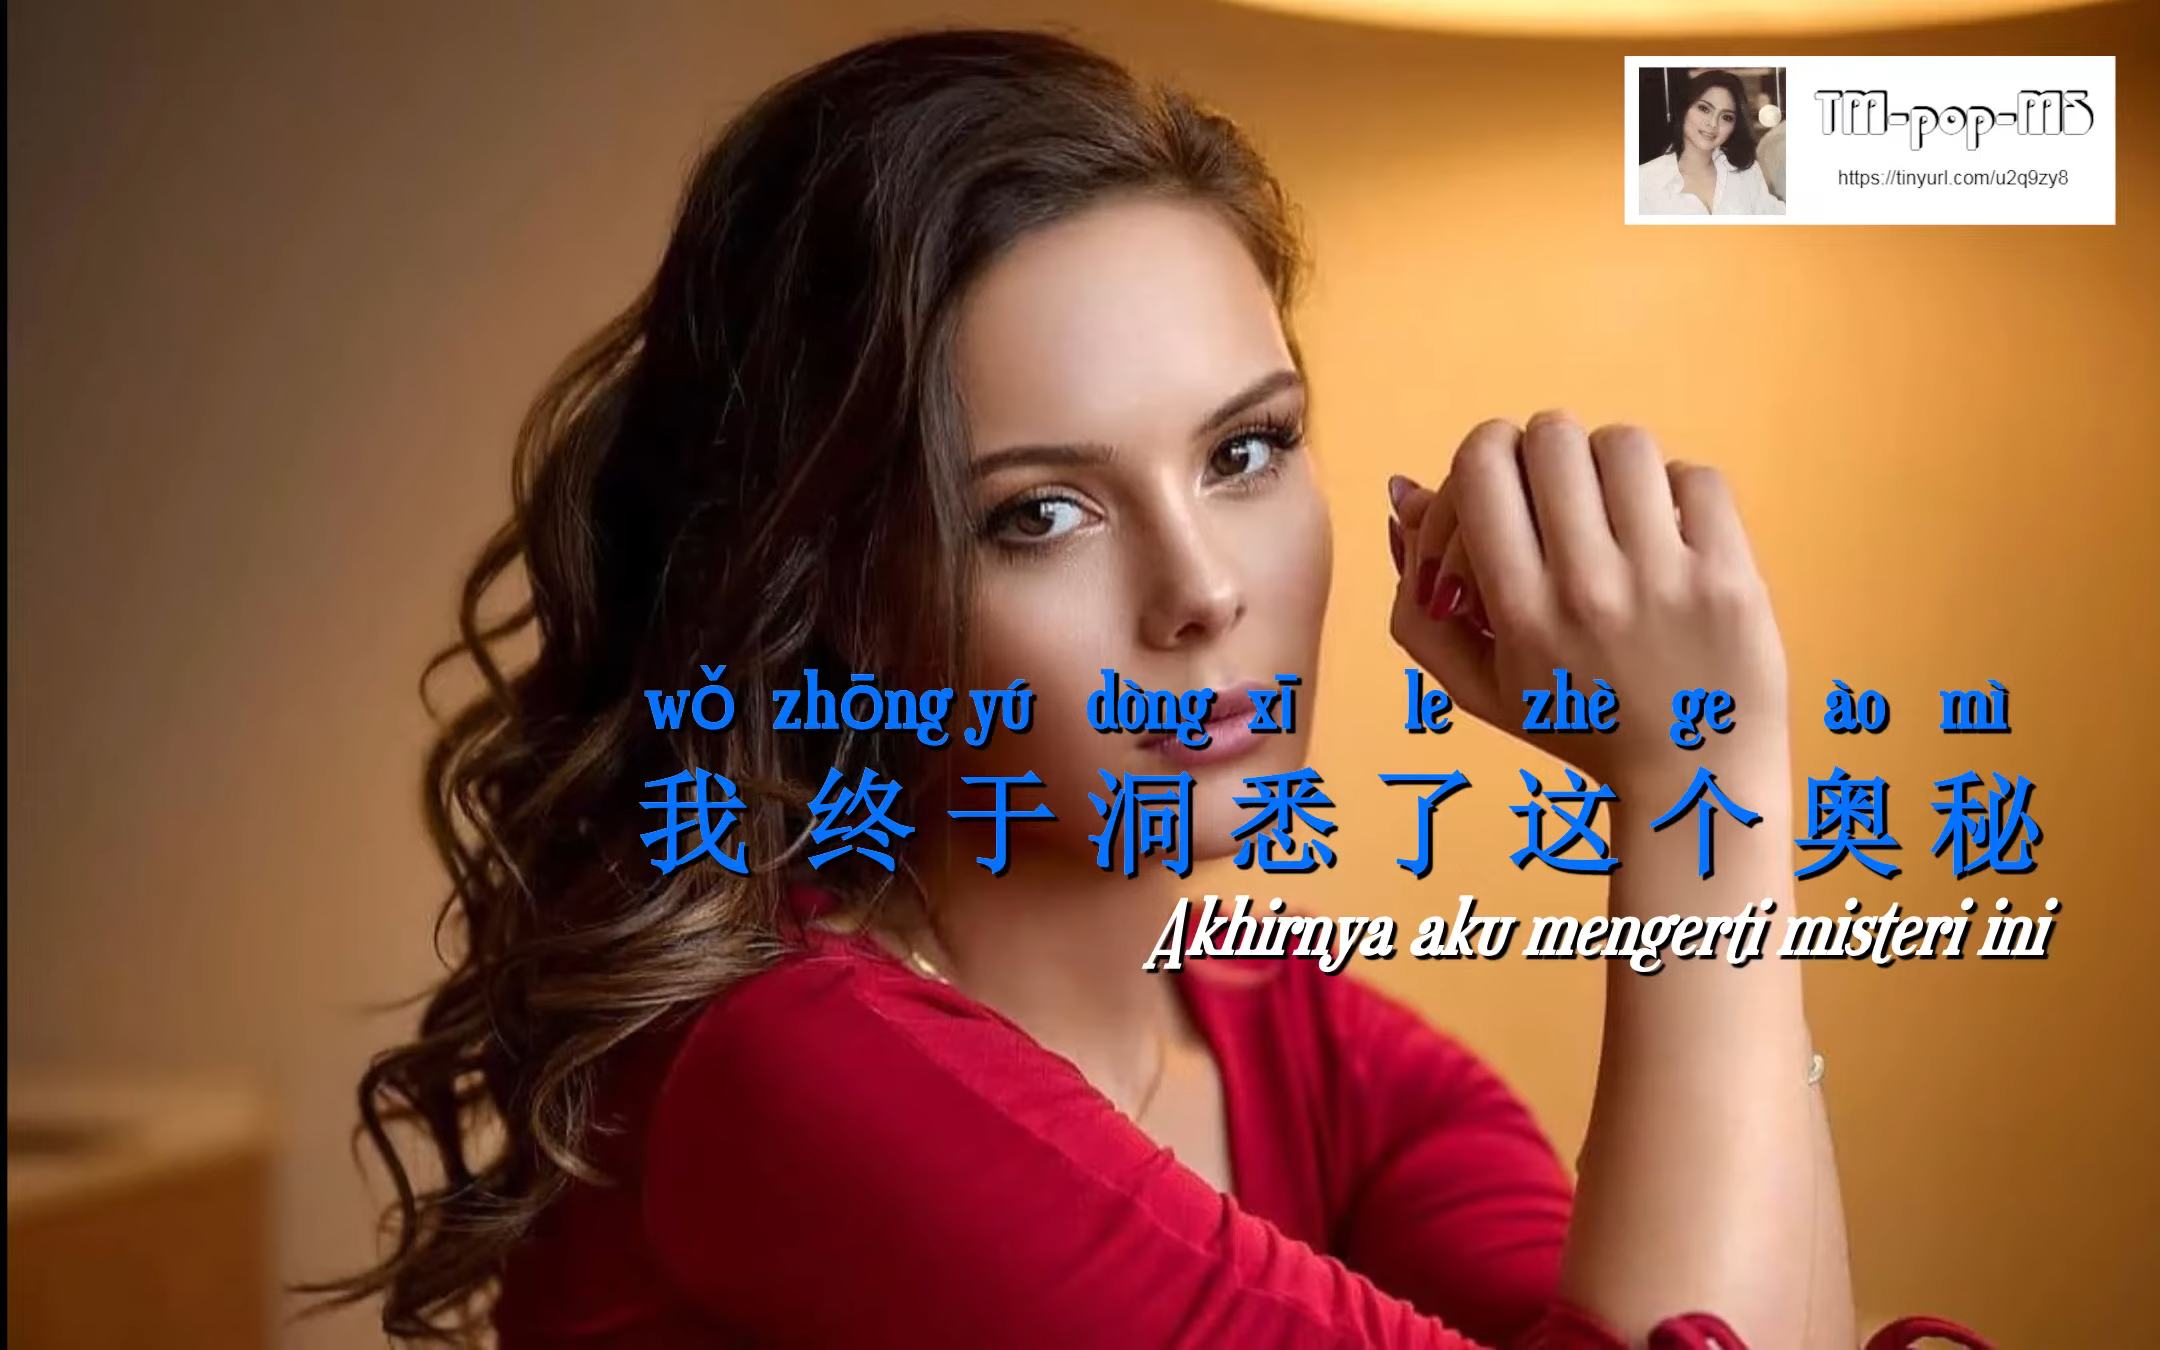 TM-pop-MS
https://tinyurl.com/u2q9zy8
wǒ zhōng yú dòng xī le zhè ge ào mì
我终于洞悉了这个奥秘
Akhirnya aku mengerti misteri ini